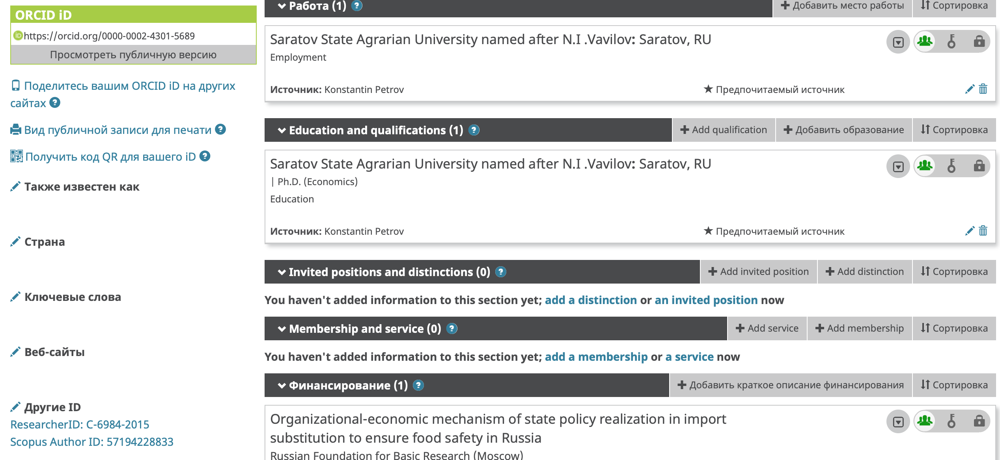 ORCID iD
https://orcid.org/0000-0002-4301-5689
Просмотреть публичную версию
Поделитесь вашим ORCID iD на других
сайтах
Вид публичной записи для печати
Получить код QR для вашего iD
Также известен как
Страна
Ключевые слова
Веб-сайты
Другие ID
ResearcherID: C-6984-2015
Scopus Author ID: 57194228833
Работа (1) Добавить место работы Сортировка
Saratov State Agrarian University named after N.I .Vavilov: Saratov, RU
Employment
Источник: Konstantin Petrov ★ Предпочитаемый источник
Education and qualifications (1) Add qualification Добавить образование Сортировка
Saratov State Agrarian University named after N.I .Vavilov: Saratov, RU
| Ph.D. (Economics)
Education
Источник: Konstantin Petrov ★ Предпочитаемый источник
Invited positions and distinctions (0) Add invited position Add distinction Сортировка
You haven't added information to this section yet; add a distinction or an invited position now
Membership and service (0) Add service Add membership Сортировка
You haven't added information to this section yet; add a membership or a service now
Финансирование (1) Добавить краткое описание финансирования Сортировка
Organizational-economic mechanism of state policy realization in import
substitution to ensure food safety in Russia
Russian Foundation for Basic Research (Moscow)